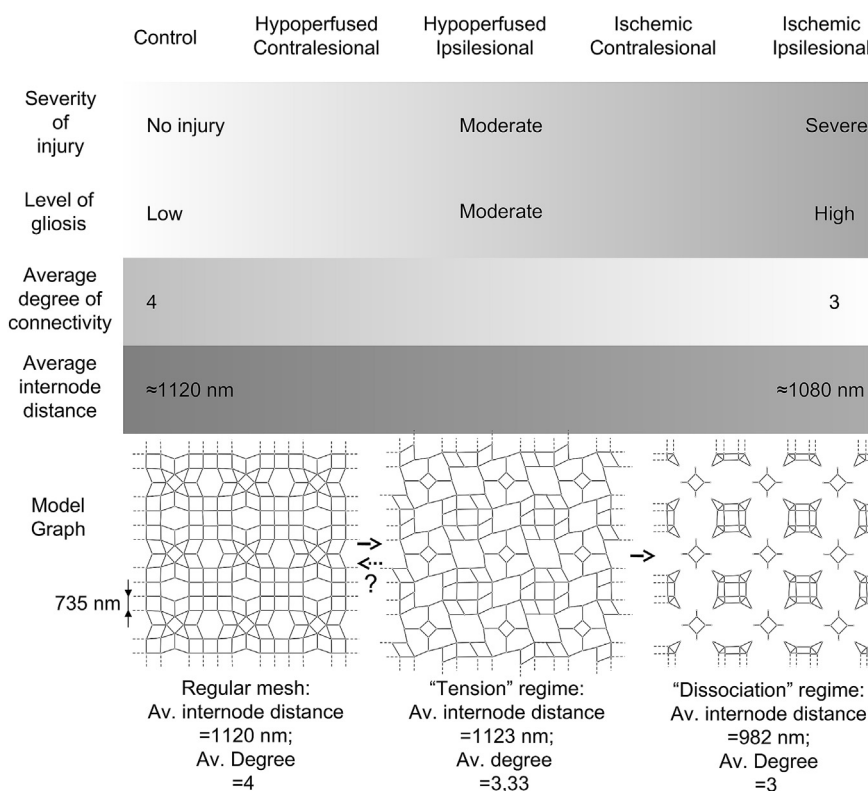 Control
Hypoperfused
Contralesional
Hypoperfused
Ipsilesional
Ischemic
Contralesional
Ischemic
Ipsilesional
Severity
of
injury
No injury
Moderate
Severe
Level of
gliosis
Low
Moderate
High
Average
degree of
connectivity
4
3
Average
internode
distance
≈1120 nm
≈1080 nm
Model
Graph
?
735 nm
Regular mesh:
Av. internode distance
=1120 nm;
Av. Degree
=4
“Tension” regime:
Av. internode distance
=1123 nm;
Av. degree
=3,33
“Dissociation” regime:
Av. internode distance
=982 nm;
Av. Degree
=3